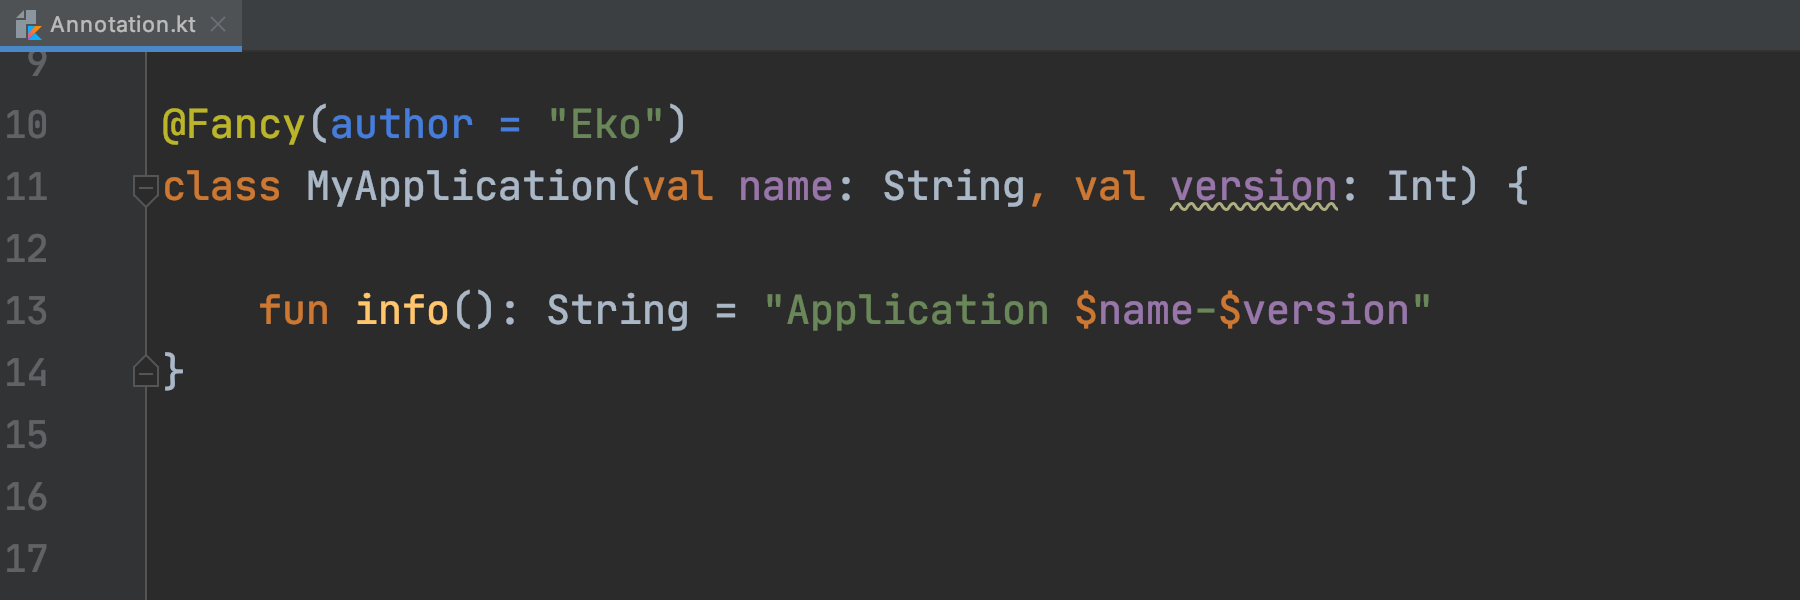 Annotation.kt
9
10 @Fancy(author = "Eko")
11 class MyApplication(val name: String, val version: Int) {
12
13     fun info(): String = "Application $name-$version"
14 }
15
16
17